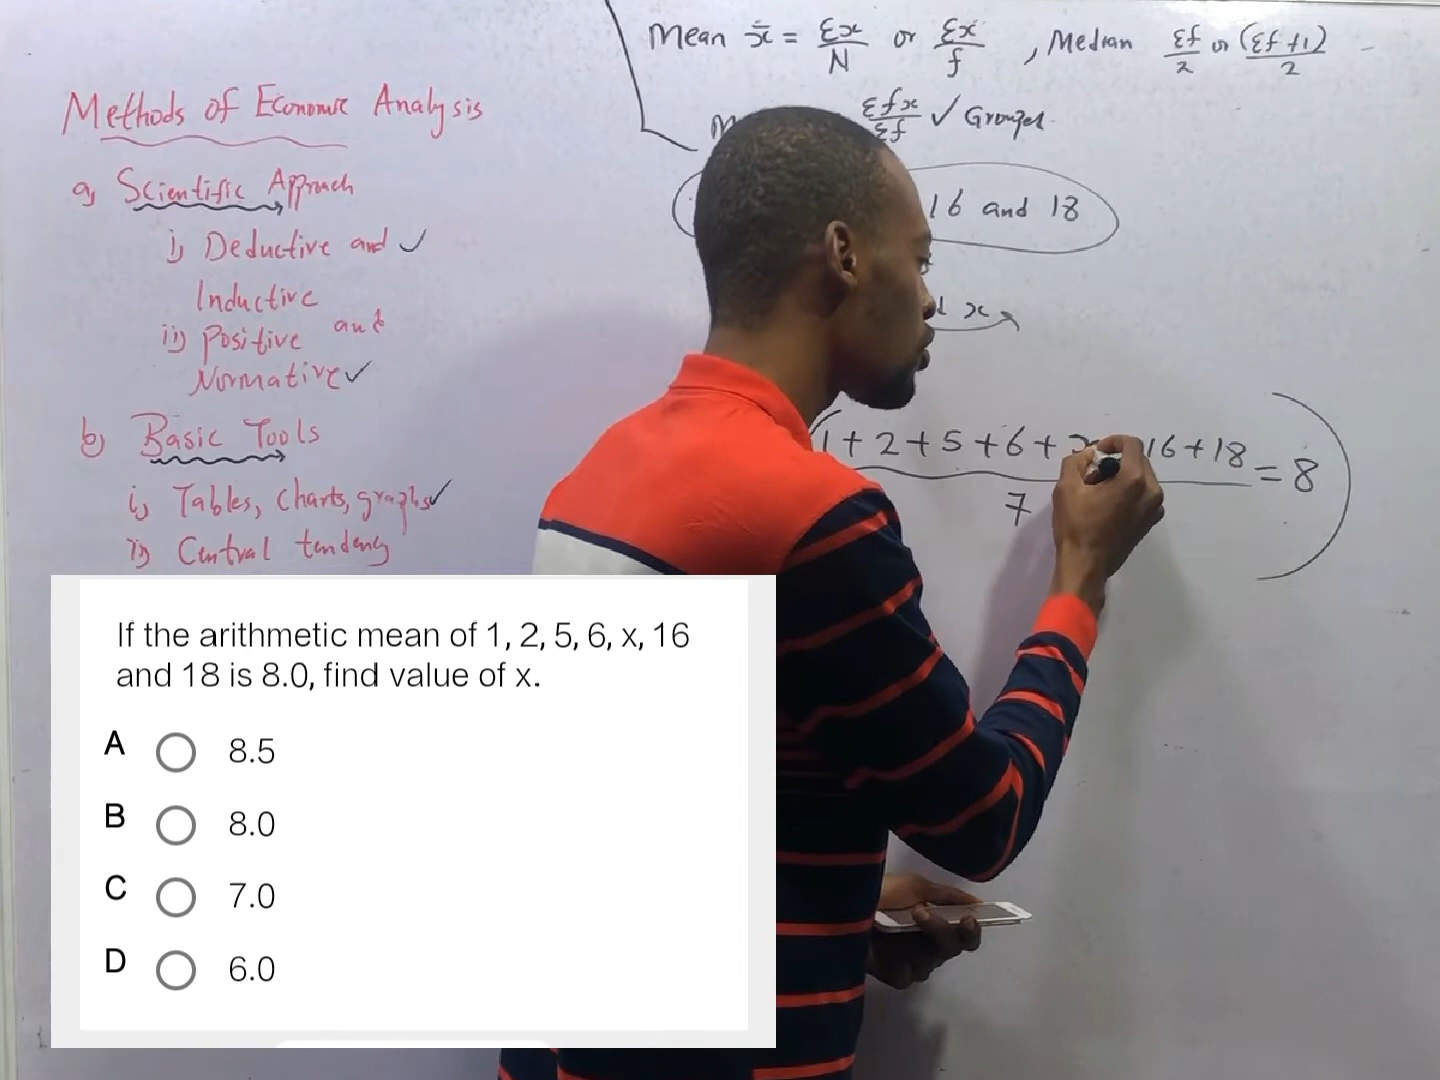 Mean x̄ = Σx/N or Σx/f , Median Σf/2 or (Σf+1)/2
Σfx/Σf ✓ Grouped
16 and 18
x
1+2+5+6+ 16+18 = 8
7
Methods of Economic Analysis
a) Scientific Approach
i) Deductive and ✓
Inductive
ii) Positive and
Normative ✓
b) Basic Tools
i) Tables, charts, graphs ✓
ii) Central tendency
If the arithmetic mean of 1, 2, 5, 6, x, 16
and 18 is 8.0, find value of x.
A 8.5
B 8.0
C 7.0
D 6.0